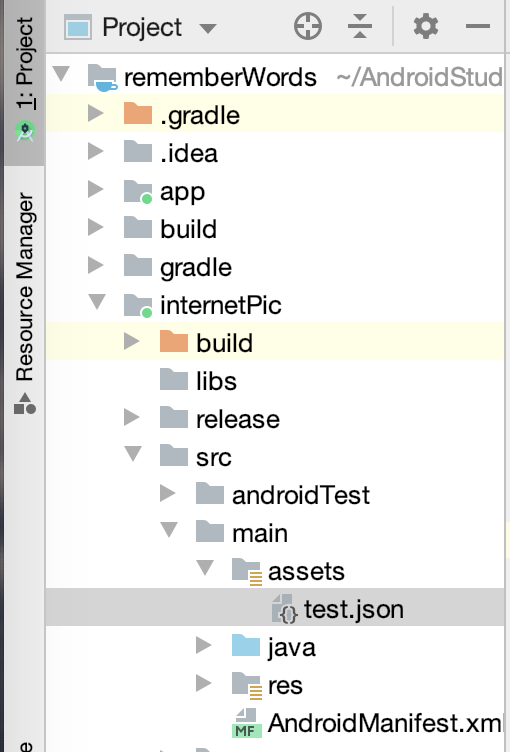 Project
1: Project
Resource Manager
rememberWords ~/AndroidStud
.gradle
.idea
app
build
gradle
internetPic
build
libs
release
src
androidTest
main
assets
{} test.json
java
res
MF AndroidManifest.xml
e